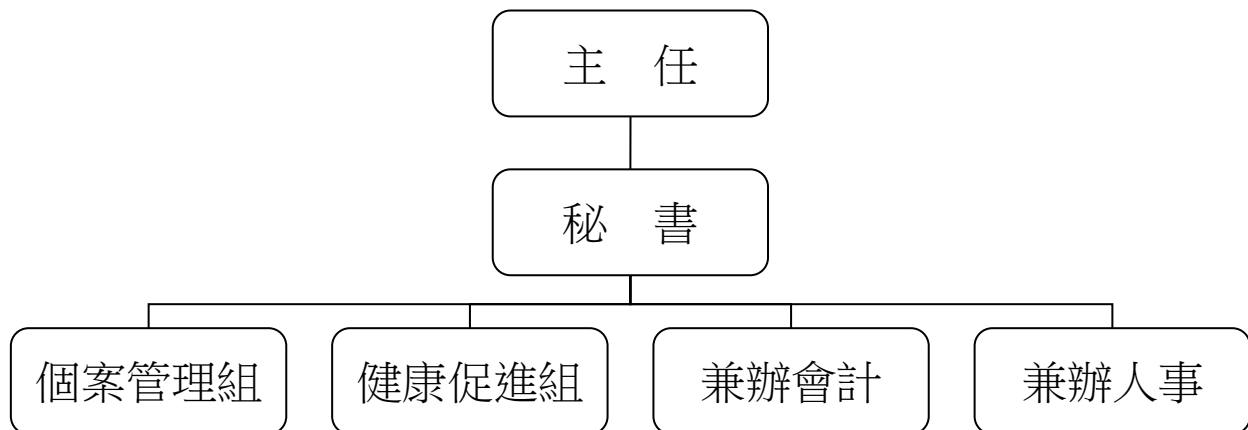 主　任
秘　書
個案管理組
健康促進組
兼辦會計
兼辦人事